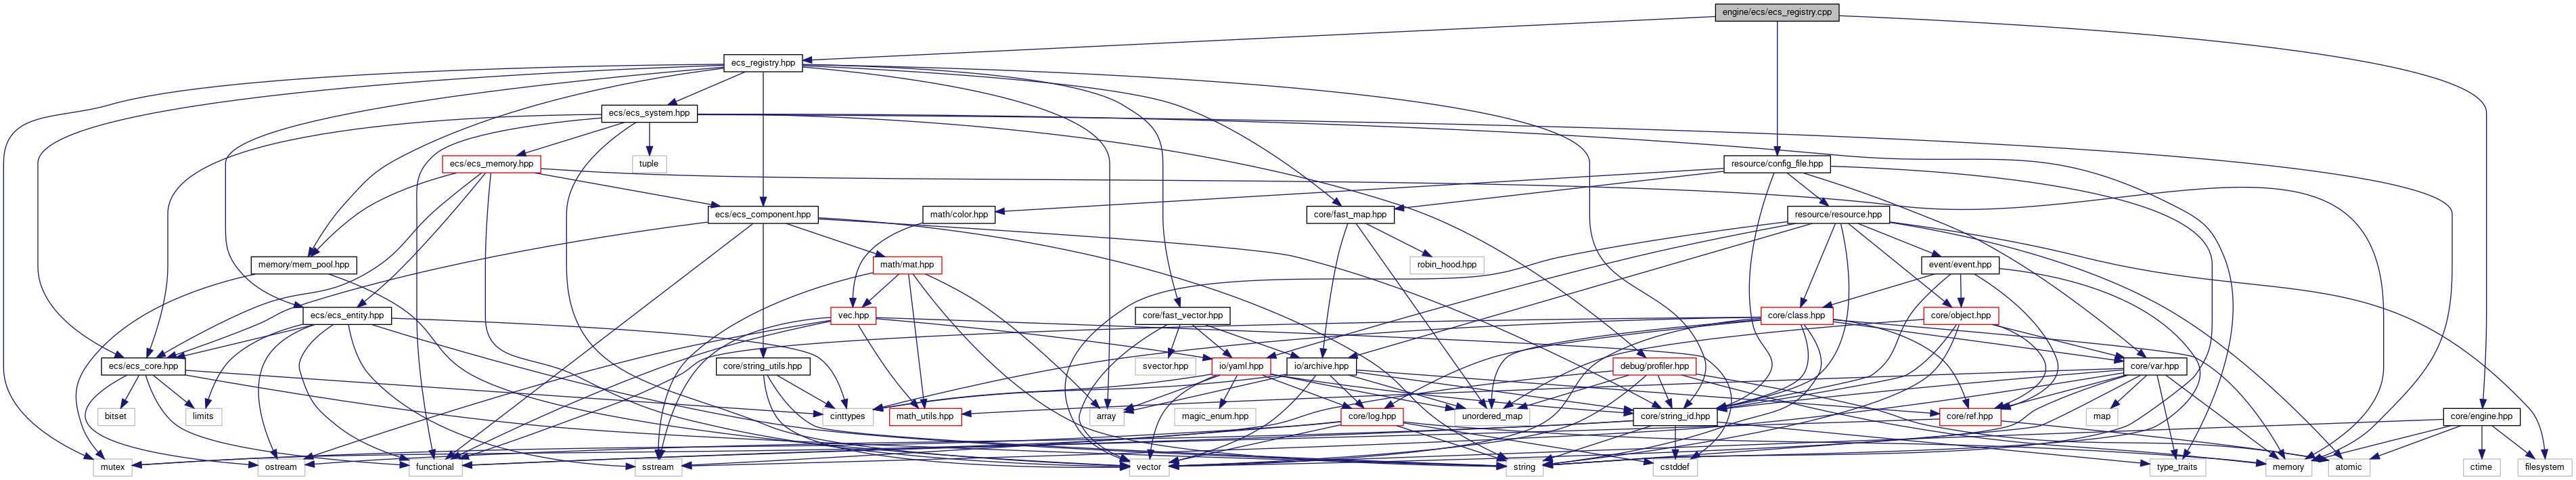 engine/ecs/ecs_registry.cpp
ecs_registry.hpp
ecs/ecs_system.hpp
ecs/ecs_memory.hpp
tuple
resource/config_file.hpp
ecs/ecs_component.hpp
math/color.hpp
core/fast_map.hpp
resource/resource.hpp
memory/mem_pool.hpp
math/mat.hpp
robin_hood.hpp
event/event.hpp
ecs/ecs_entity.hpp
vec.hpp
core/fast_vector.hpp
core/class.hpp
core/object.hpp
ecs/ecs_core.hpp
core/string_utils.hpp
svector.hpp
io/yaml.hpp
io/archive.hpp
debug/profiler.hpp
core/var.hpp
bitset
limits
cinttypes
math_utils.hpp
array
magic_enum.hpp
unordered_map
core/log.hpp
core/string_id.hpp
core/ref.hpp
map
core/engine.hpp
mutex
ostream
functional
sstream
vector
string
cstddef
type_traits
memory
atomic
ctime
filesystem